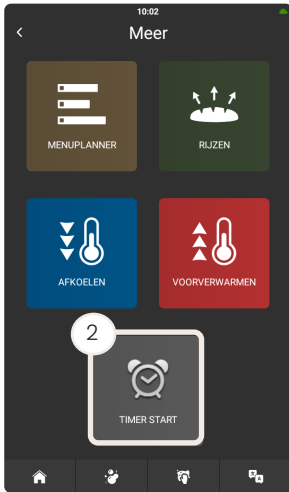 10:02
Meer
MENUPLANNER
RIJZEN
AFKOELEN
VOORVERWARMEN
2
TIMER START
A